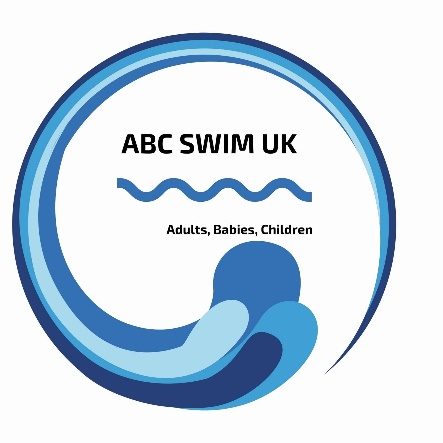 ABC SWIM UK
Adults, Babies, Children